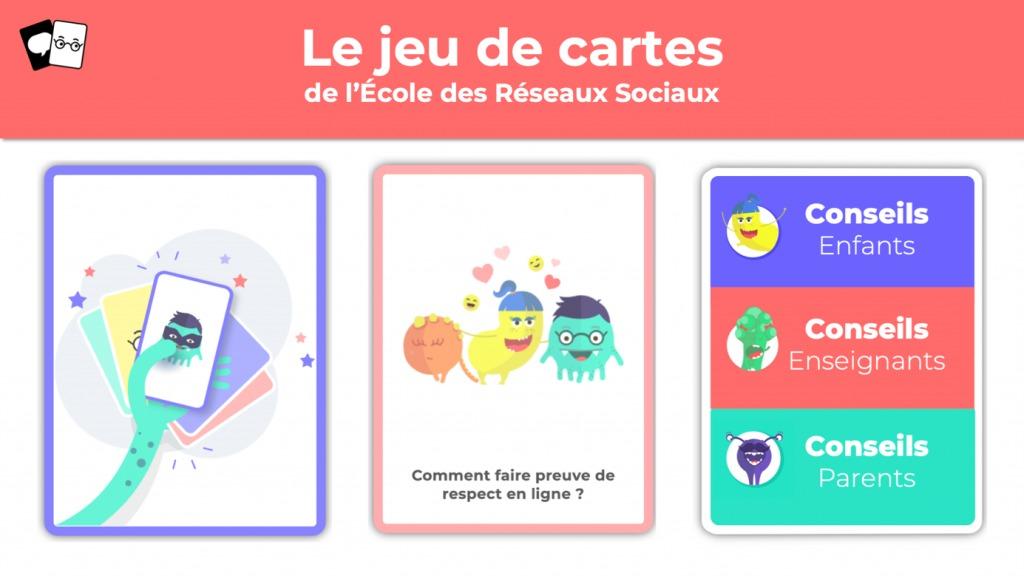 Le jeu de cartes
de l’École des Réseaux Sociaux
Comment faire preuve de
respect en ligne ?
Conseils
Enfants
Conseils
Enseignants
Conseils
Parents